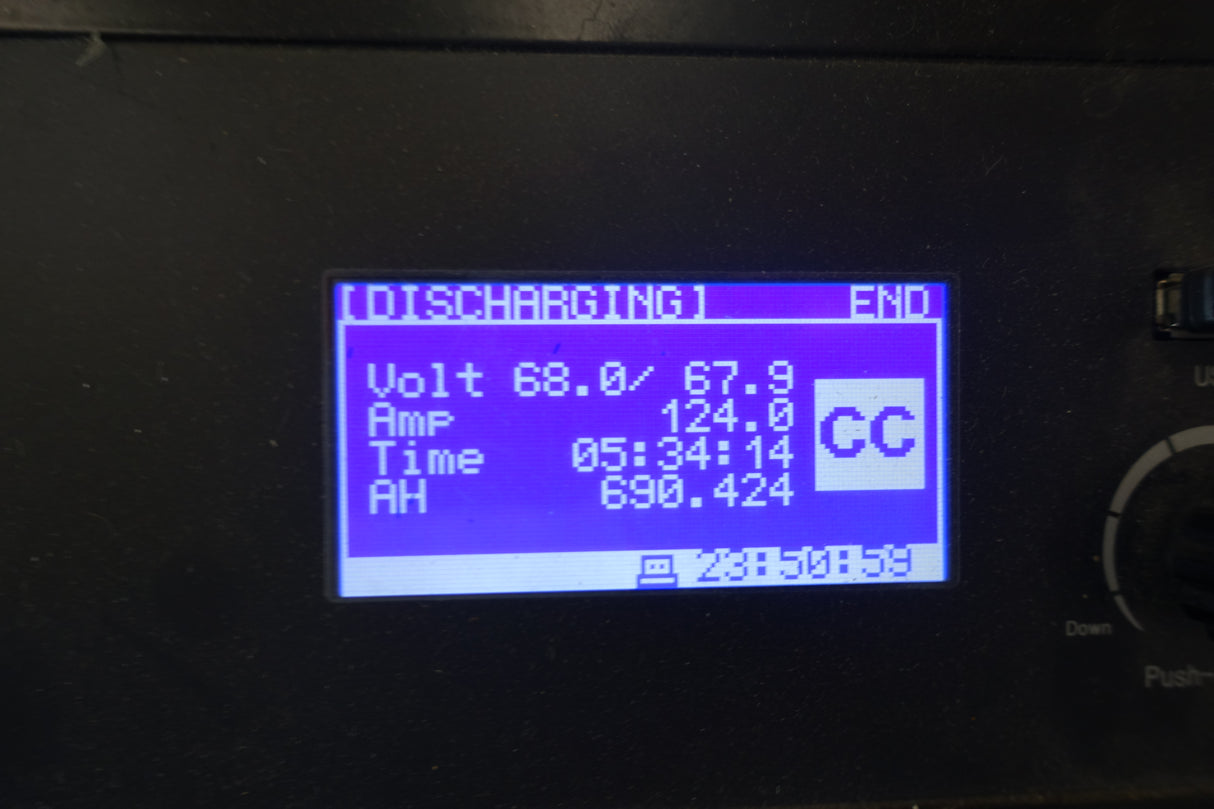 [DISCHARGING] END
Volt 68.0/ 67.9
Amp 124.0
CC
Time 05:34:14
AH 690.424
23:50:59
Down